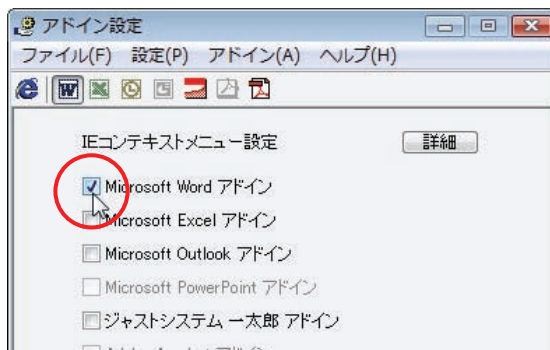 アドイン設定
ファイル(F) 設定(P) アドイン(A) ヘルプ(H)
IEコンテキストメニュー設定 詳細
Microsoft Word アドイン
Microsoft Excel アドイン
Microsoft Outlook アドイン
Microsoft PowerPoint アドイン
ジャストシステム 一太郎 アドイン